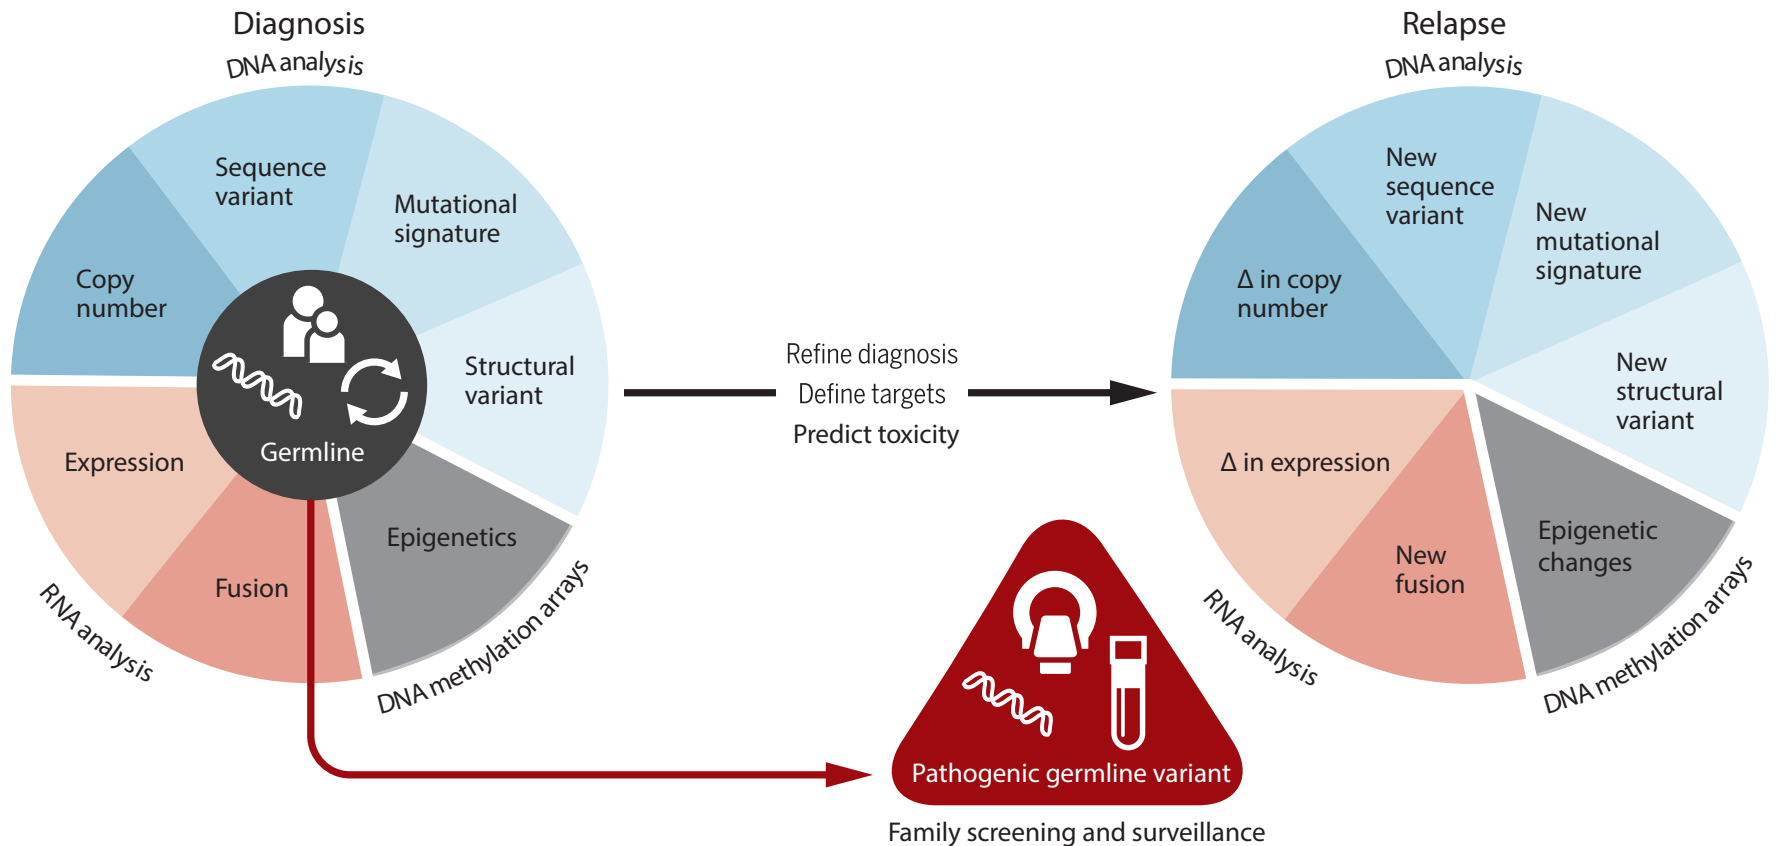 Diagnosis
DNA analysis
Sequence
variant
Mutational
signature
Copy
number
Structural
variant
Germline
Expression
Fusion
Epigenetics
RNA analysis
DNA methylation arrays
Refine diagnosis
Define targets
Predict toxicity
Pathogenic germline variant
Family screening and surveillance
Relapse
DNA analysis
New
sequence
variant
New
mutational
signature
Δ in copy
number
New
structural
variant
Δ in expression
New
fusion
Epigenetic
changes
RNA analysis
DNA methylation arrays